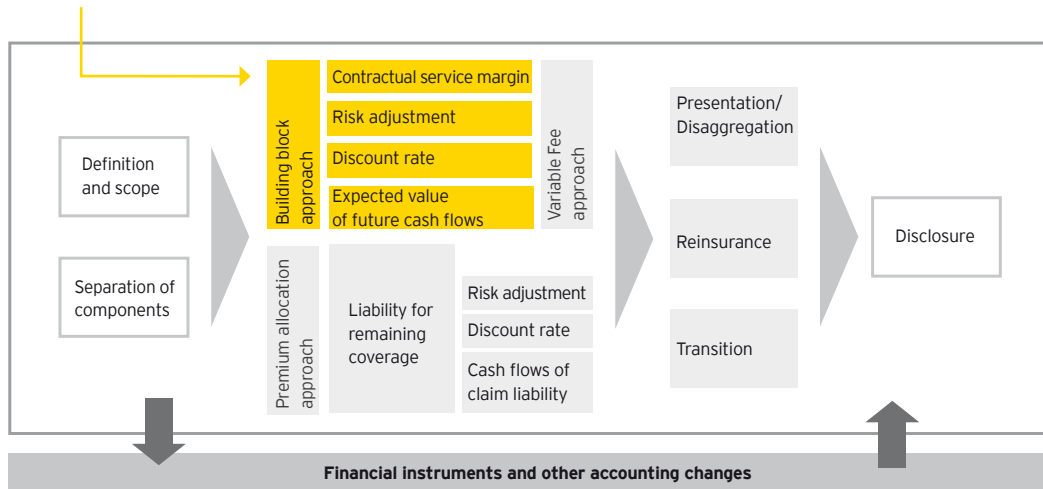 Definition
and scope
Separation of
components
Building block
approach
Contractual service margin
Risk adjustment
Discount rate
Expected value
of future cash flows
Variable Fee
approach
Premium allocation
approach
Liability for
remaining
coverage
Risk adjustment
Discount rate
Cash flows of
claim liability
Presentation/
Disaggregation
Reinsurance
Transition
Disclosure
Financial instruments and other accounting changes